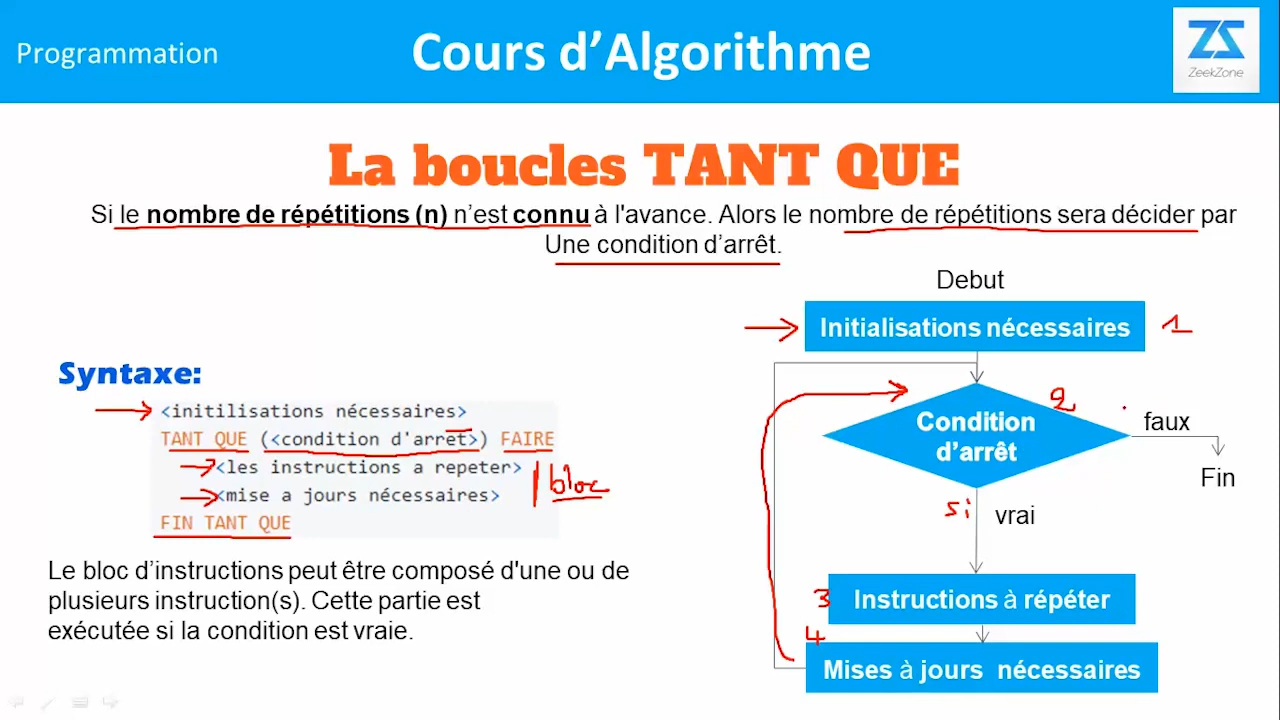 Programmation
Cours d’Algorithme
ZS
ZeekZone
La boucles TANT QUE
Si le nombre de répétitions (n) n’est connu à l'avance. Alors le nombre de répétitions sera décider par
Une condition d’arrêt.
Debut
Initialisations nécessaires
1
Syntaxe:
<initilisations nécessaires>
TANT QUE (<condition d'arret>) FAIRE
<les instructions a repeter>
<mise a jours nécessaires>
bloc
FIN TANT QUE
Condition
d’arrêt
2
faux
Fin
si
vrai
Le bloc d’instructions peut être composé d'une ou de
plusieurs instruction(s). Cette partie est
exécutée si la condition est vraie.
3
Instructions à répéter
4
Mises à jours nécessaires